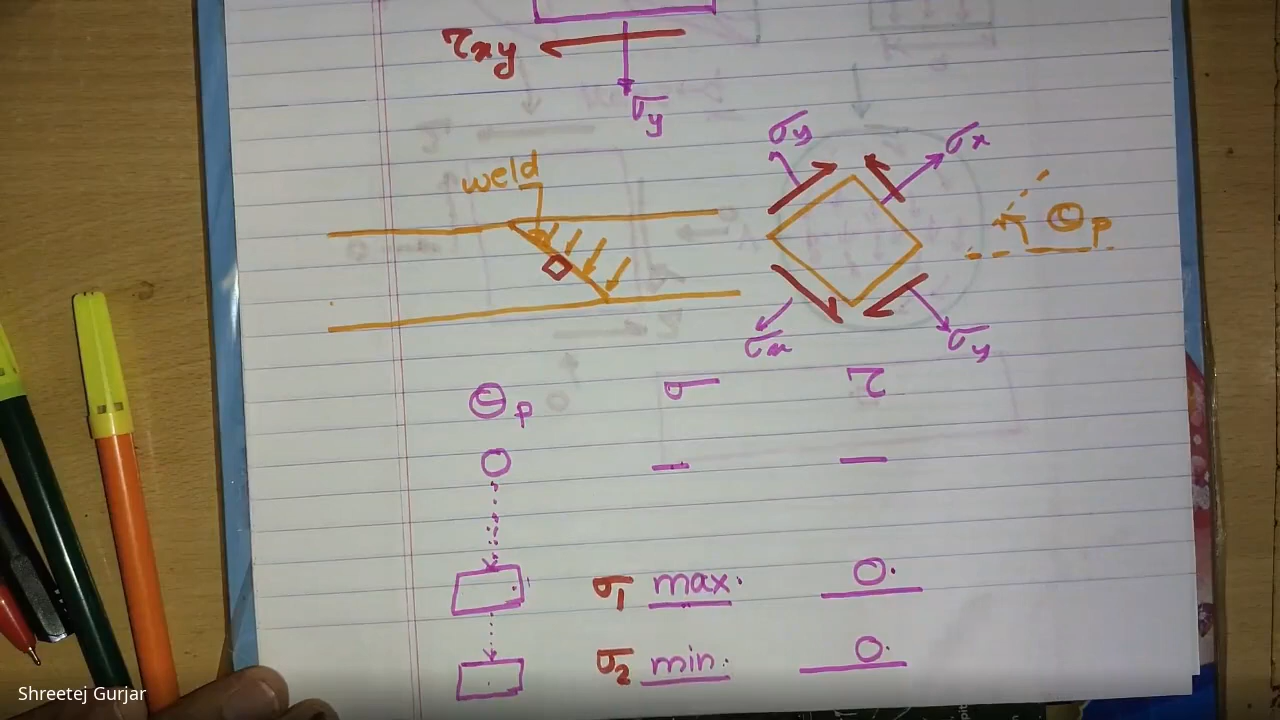 τxy
σy
weld
σy
σx
Θp
σx
σy
Θp σ τ
0 — —
σ1 max. 0.
σ2 min. 0.
Shreetej Gurjar